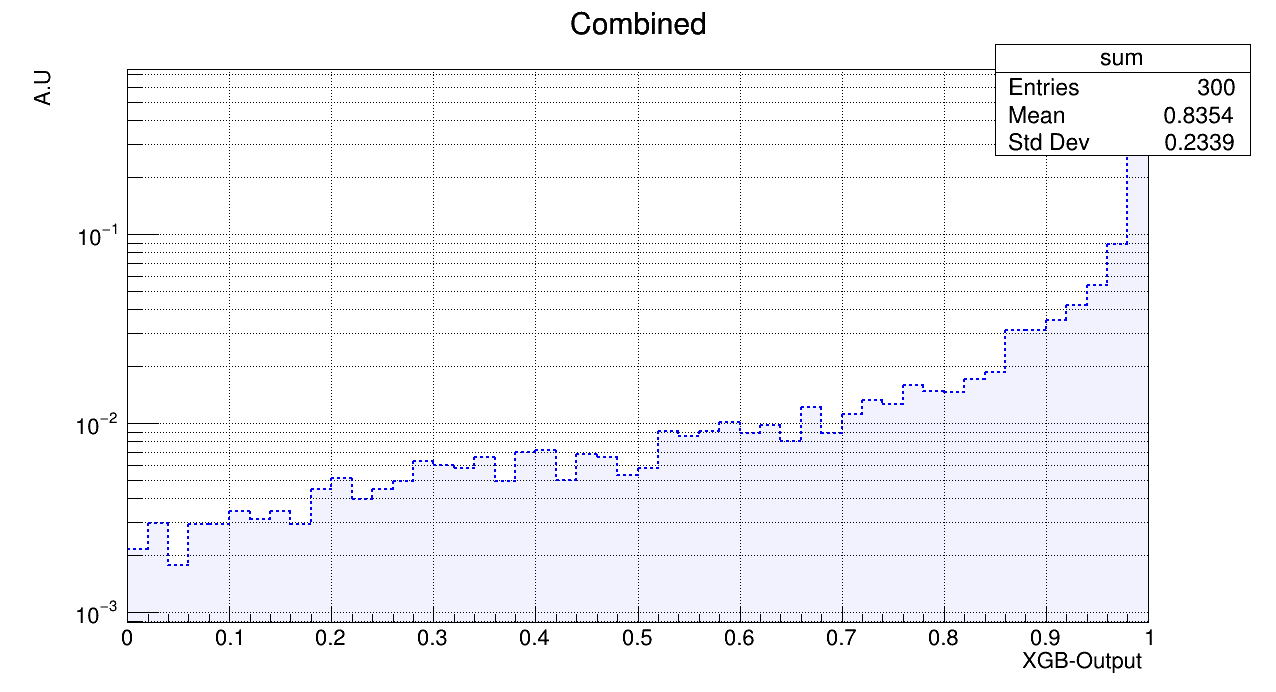 Combined
A.U
sum
Entries 300
Mean 0.8354
Std Dev 0.2339
10⁻¹
10⁻²
10⁻³
0 0.1 0.2 0.3 0.4 0.5 0.6 0.7 0.8 0.9 1
XGB-Output